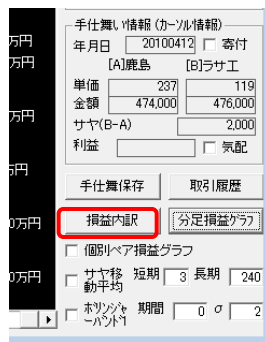 手仕舞い情報 (カーソル情報)
年月日 20100412 寄付
[A]鹿島 [B]ラサ工
単価 237 119
金額 474,000 476,000
サヤ(B-A) 2,000
利益 気配
手仕舞保存 取引履歴
損益内訳 分足損益グラフ
個別ペア損益グラフ
サヤ移動平均 短期 3 長期 240
ボリンジャーバンド1 期間 0 σ 2
万円
万円
万円
万円
0万円
0万円